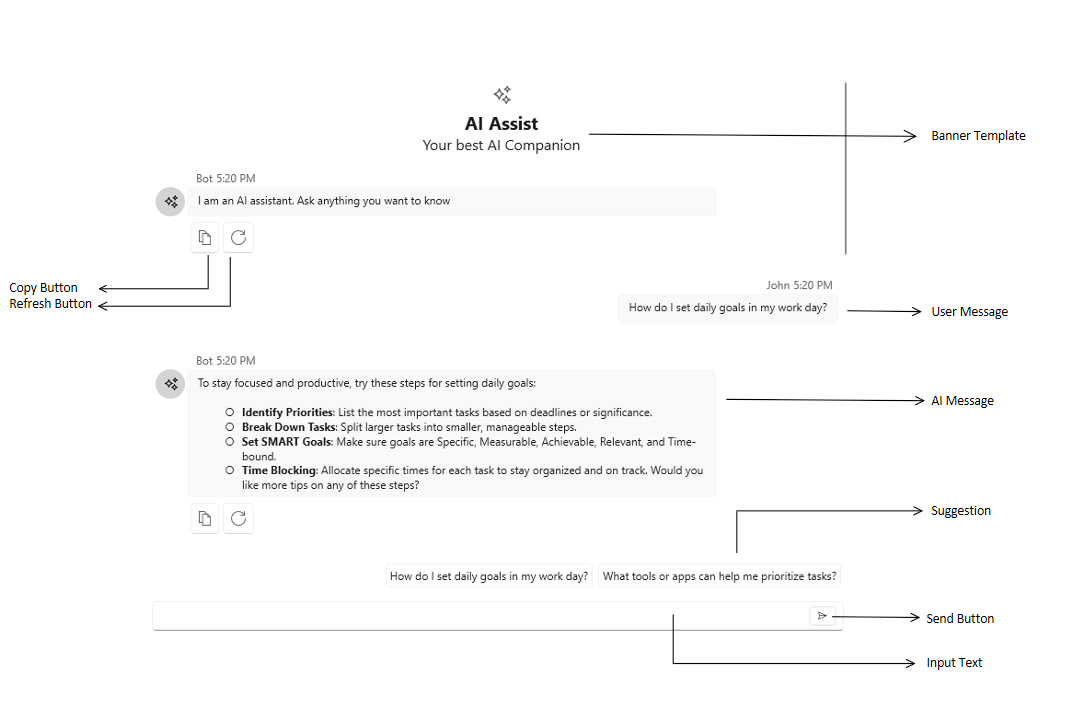 AI Assist
Your best AI Companion
Banner Template
Bot 5:20 PM
I am an AI assistant. Ask anything you want to know
Copy Button
Refresh Button
John 5:20 PM
How do I set daily goals in my work day?
User Message
Bot 5:20 PM
To stay focused and productive, try these steps for setting daily goals:
Identify Priorities: List the most important tasks based on deadlines or significance.
Break Down Tasks: Split larger tasks into smaller, manageable steps.
Set SMART Goals: Make sure goals are Specific, Measurable, Achievable, Relevant, and Time-
bound.
Time Blocking: Allocate specific times for each task to stay organized and on track. Would you
like more tips on any of these steps?
AI Message
Suggestion
How do I set daily goals in my work day?
What tools or apps can help me prioritize tasks?
Send Button
Input Text